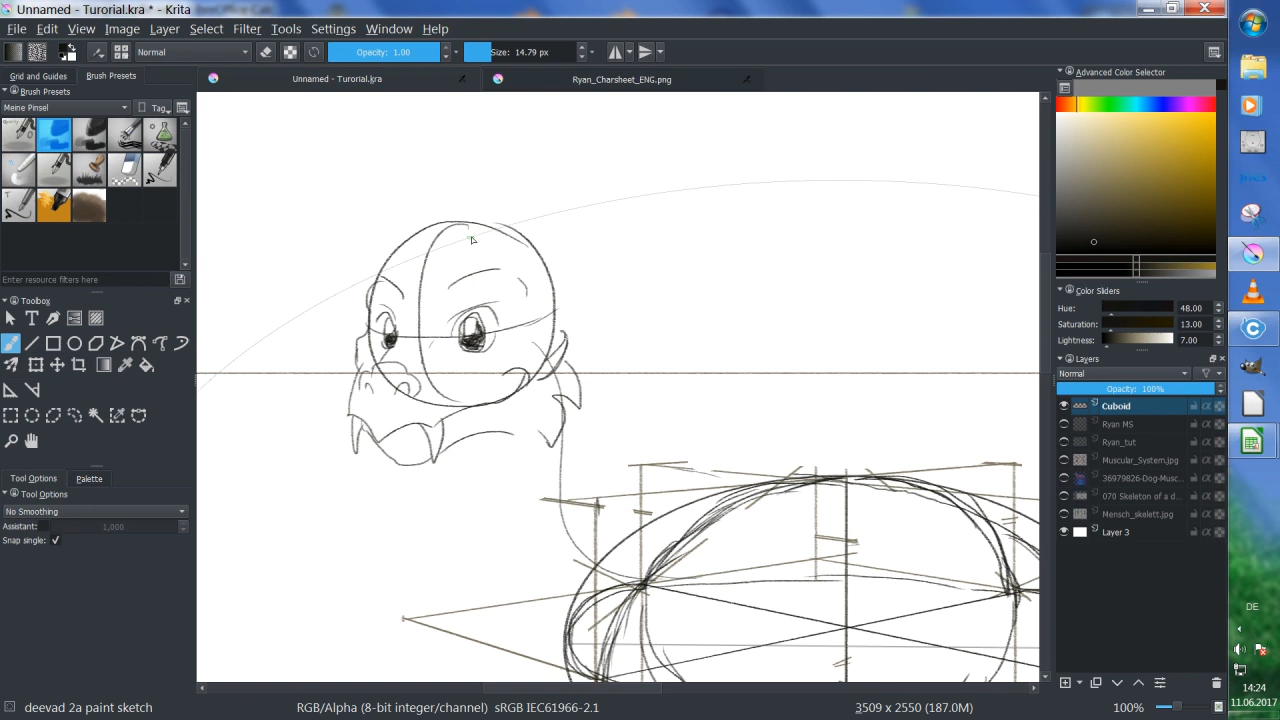 Unnamed - Turorial.kra * - Krita
File Edit View Image Layer Select Filter Tools Settings Window Help
Normal Opacity: 1.00 Size: 14.79 px
Grid and Guides Brush Presets
Unnamed - Tutorial.kra Ryan_Charsheet_ENG.png
Brush Presets
Meine Pinsel Tag
Enter resource filters here
Toolbox
Tool Options Palette
Tool Options
No Smoothing
Assistant: 1,000
Snap single:
Advanced Color Selector
Color Sliders
Hue: 48.00
Saturation: 13.00
Lightness: 7.00
Layers
Normal
Opacity: 100%
Cuboid
Ryan MS
Ryan_tut
Muscular_System.jpg
36979826-Dog-Musc...
070 Skeleton of a d...
Mensch_skelett.jpg
Layer 3
deevad 2a paint sketch RGB/Alpha (8-bit integer/channel) sRGB IEC61966-2.1 3509 x 2550 (187.0M) 100%
DE
14:24
11.06.2017